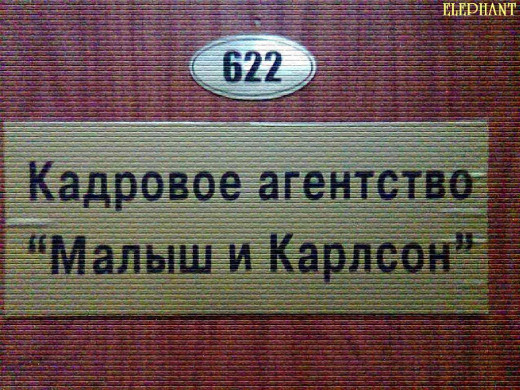 ELEPHANT
622
Кадровое агентство
“Малыш и Карлсон”